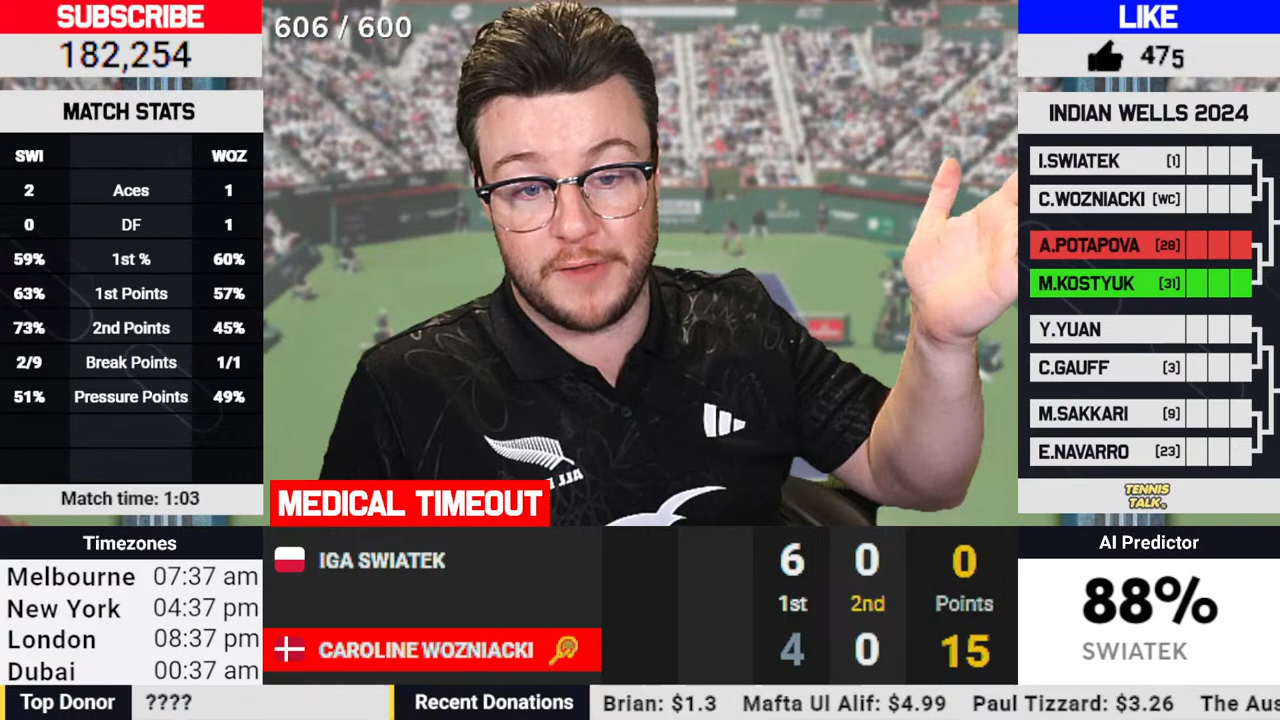 SUBSCRIBE
182,254
606 / 600
LIKE
475
MATCH STATS
SWI WOZ
2 Aces 1
0 DF 1
59% 1st % 60%
63% 1st Points 57%
73% 2nd Points 45%
2/9 Break Points 1/1
51% Pressure Points 49%
Match time: 1:03
INDIAN WELLS 2024
I.SWIATEK [1]
C.WOZNIACKI [WC]
A.POTAPOVA [28]
M.KOSTYUK [31]
Y.YUAN
C.GAUFF [3]
M.SAKKARI [9]
E.NAVARRO [23]
TENNIS
TALK
MEDICAL TIMEOUT
IGA SWIATEK 6 0 0
1st 2nd Points
CAROLINE WOZNIACKI 4 0 15
Timezones
Melbourne 07:37 am
New York 04:37 pm
London 08:37 pm
Dubai 00:37 am
AI Predictor
88%
SWIATEK
Top Donor ???? Recent Donations Brian: $1.3 Mafta Ul Alif: $4.99 Paul Tizzard: $3.26 The Aus